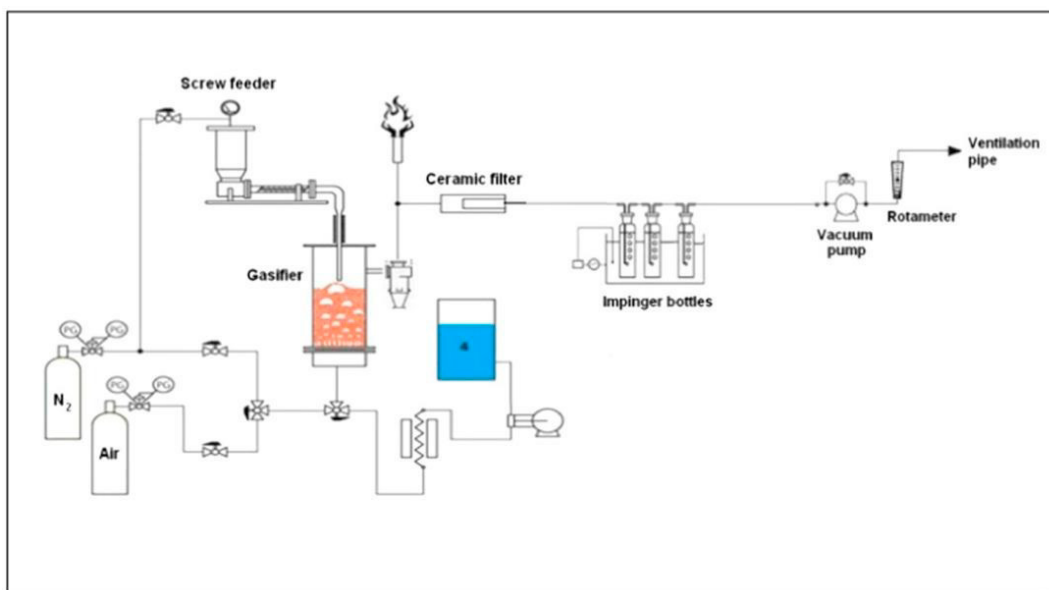 Screw feeder
Ceramic filter
Ventilation
pipe
Rotameter
Vacuum
pump
Gasifier
Impinger bottles
PG
PG
N2
PG
PG
Air